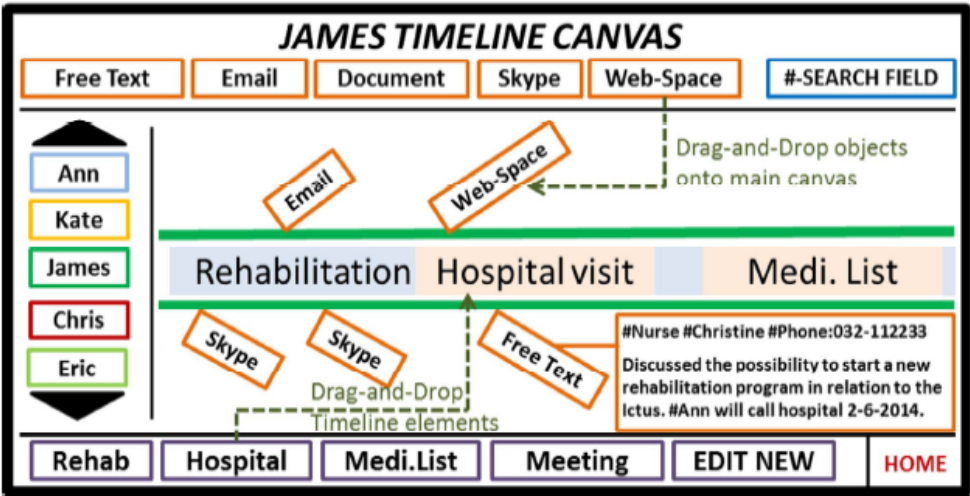 JAMES TIMELINE CANVAS
Free Text
Email
Document
Skype
Web-Space
#-SEARCH FIELD
Ann
Kate
James
Chris
Eric
Email
Web-Space
Drag-and-Drop objects
onto main canvas
Rehabilitation
Hospital visit
Medi. List
Skype
Skype
Free Text
#Nurse #Christine #Phone:032-112233
Discussed the possibility to start a new
rehabilitation program in relation to the
Ictus. #Ann will call hospital 2-6-2014.
Drag-and-Drop
Timeline elements
Rehab
Hospital
Medi.List
Meeting
EDIT NEW
HOME